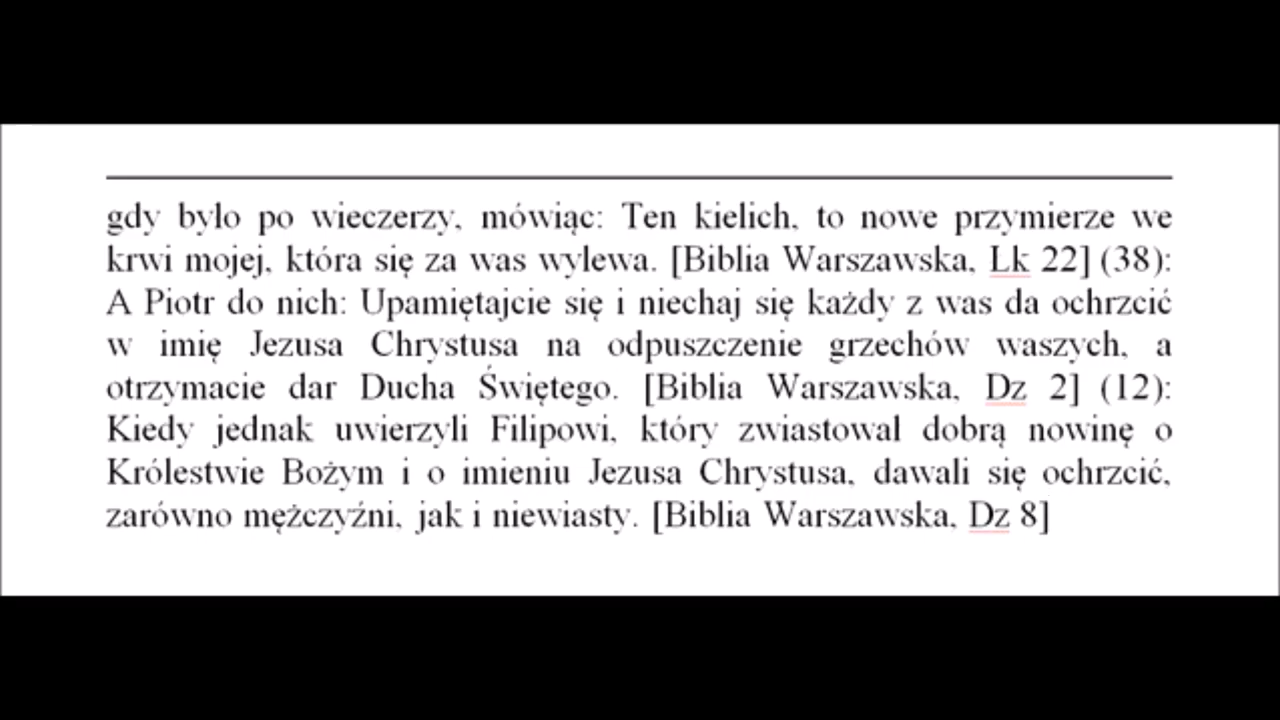 gdy było po wieczerzy, mówiąc: Ten kielich, to nowe przymierze we
krwi mojej, która się za was wylewa. [Biblia Warszawska, Lk 22] (38):
A Piotr do nich: Upamiętajcie się i niechaj się każdy z was da ochrzcić
w imię Jezusa Chrystusa na odpuszczenie grzechów waszych, a
otrzymacie dar Ducha Świętego. [Biblia Warszawska, Dz 2] (12):
Kiedy jednak uwierzyli Filipowi, który zwiastował dobrą nowinę o
Królestwie Bożym i o imieniu Jezusa Chrystusa, dawali się ochrzcić,
zarówno mężczyźni, jak i niewiasty. [Biblia Warszawska, Dz 8]